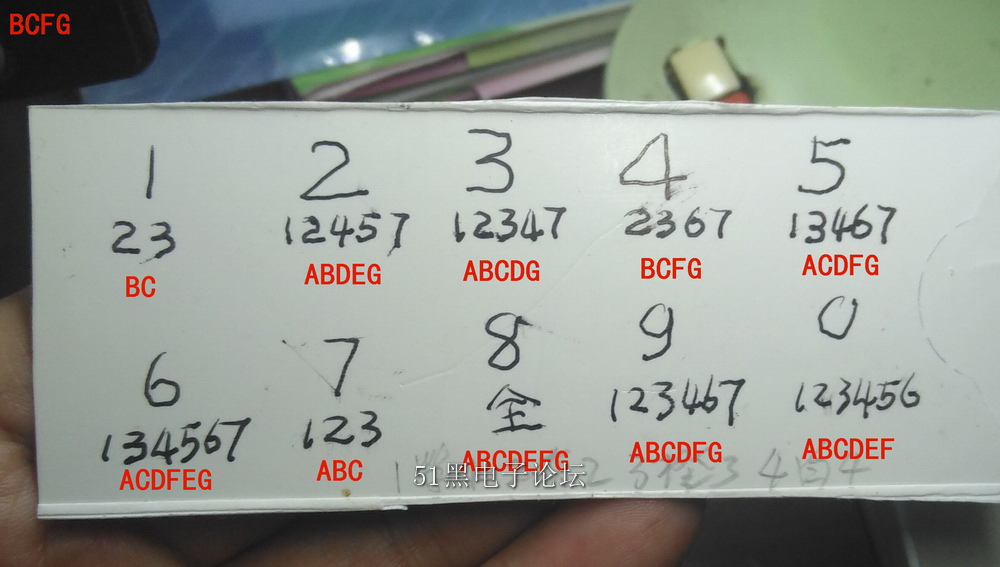 BCFG
1 2 3 4 5
23 12457 12347 2367 13467
BC ABDEG ABCDG BCFG ACDFG
6 7 8 9 0
134567 123 全 123467 123456
ACDFEG ABC ABCDEFG ABCDFG ABCDEF
51黑电子论坛